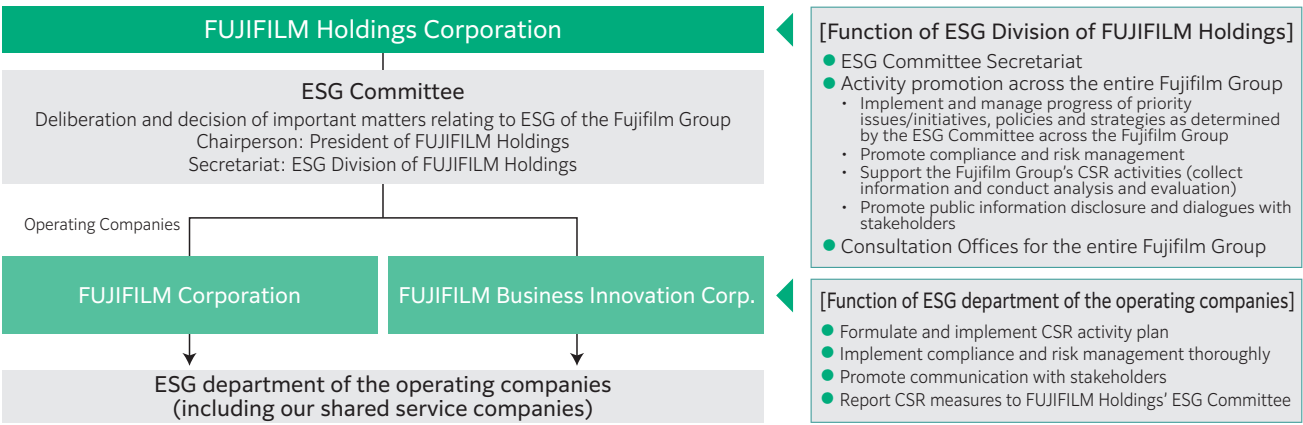 FUJIFILM Holdings Corporation
ESG Committee
Deliberation and decision of important matters relating to ESG of the Fujifilm Group
Chairperson: President of FUJIFILM Holdings
Secretariat: ESG Division of FUJIFILM Holdings
Operating Companies
FUJIFILM Corporation
FUJIFILM Business Innovation Corp.
ESG department of the operating companies
(including our shared service companies)
[Function of ESG Division of FUJIFILM Holdings]
● ESG Committee Secretariat
● Activity promotion across the entire Fujifilm Group
・ Implement and manage progress of priority
issues/initiatives, policies and strategies as determined
by the ESG Committee across the Fujifilm Group
・ Promote compliance and risk management
・ Support the Fujifilm Group's CSR activities (collect
information and conduct analysis and evaluation)
・ Promote public information disclosure and dialogues with
stakeholders
● Consultation Offices for the entire Fujifilm Group
[Function of ESG department of the operating companies]
● Formulate and implement CSR activity plan
● Implement compliance and risk management thoroughly
● Promote communication with stakeholders
● Report CSR measures to FUJIFILM Holdings' ESG Committee